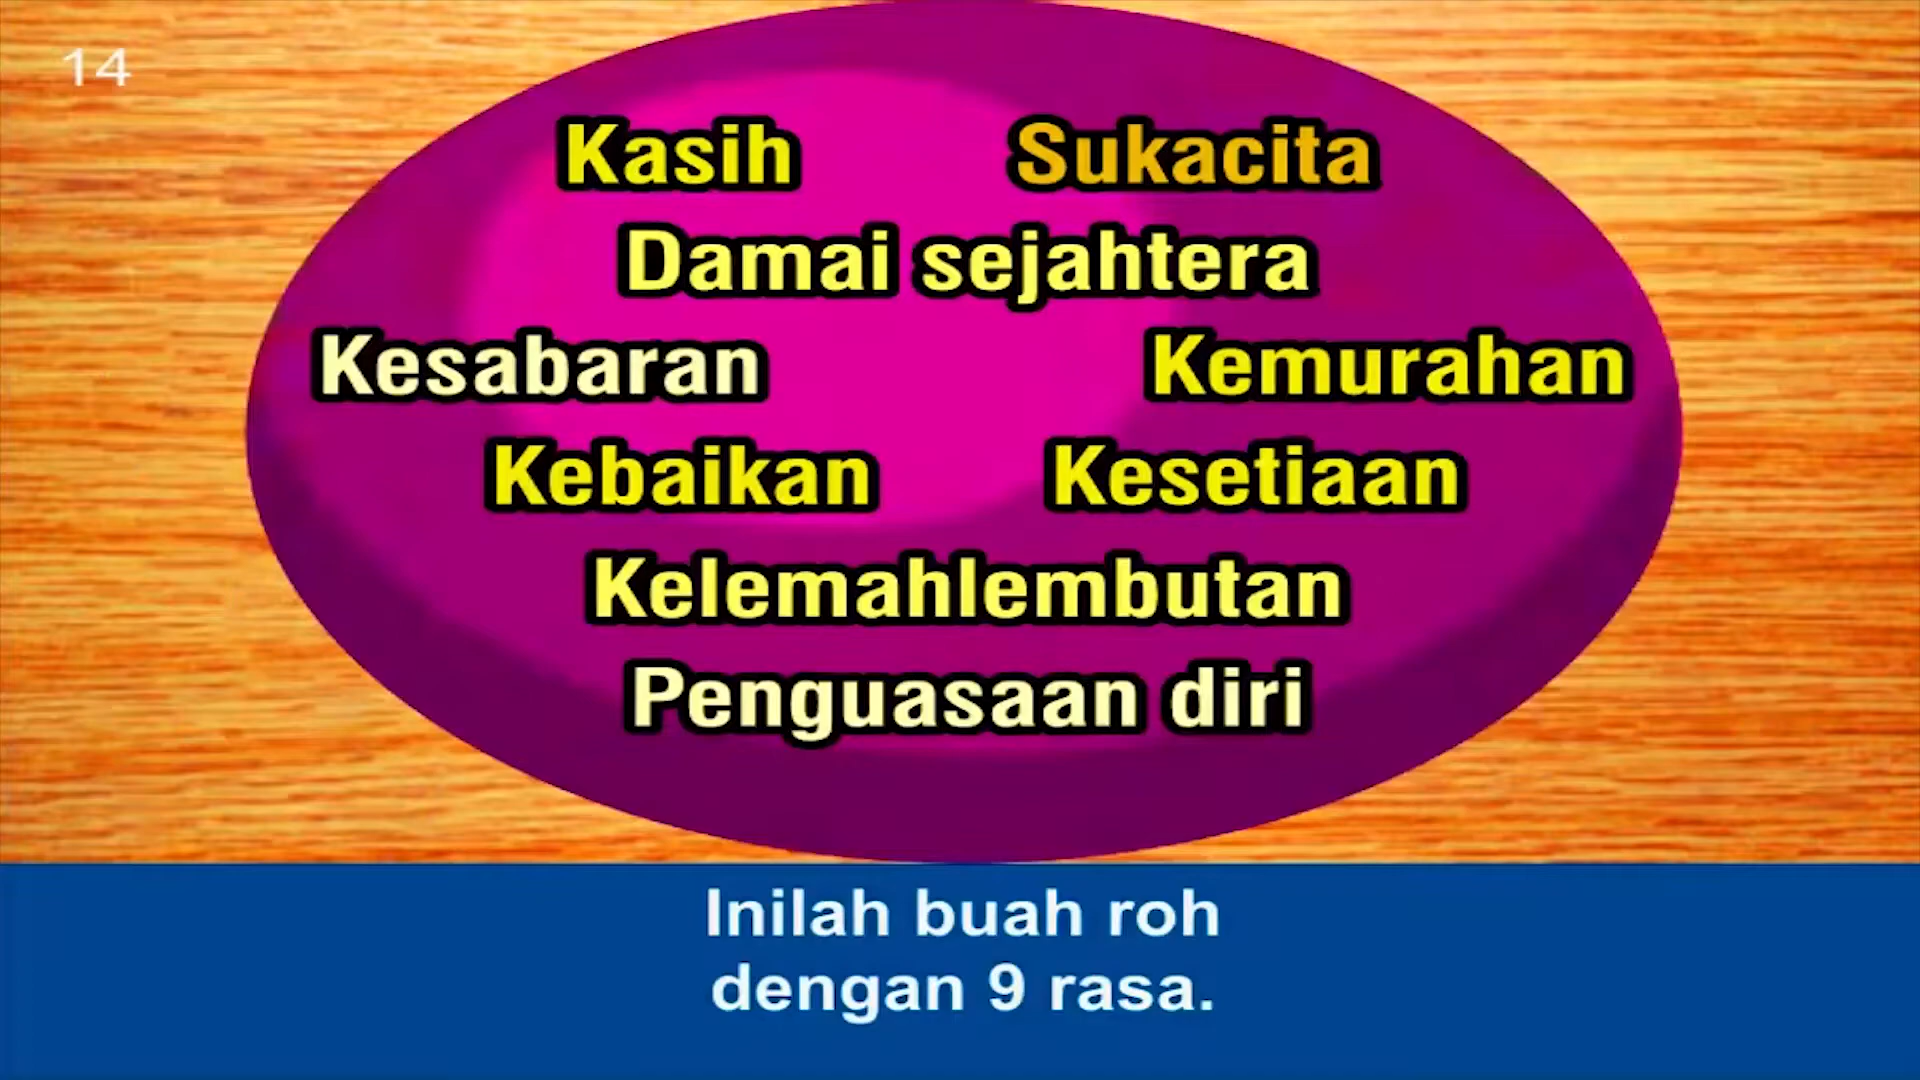 14
Kasih Sukacita
Damai sejahtera
Kesabaran Kemurahan
Kebaikan Kesetiaan
Kelemahlembutan
Penguasaan diri
Inilah buah roh
dengan 9 rasa.